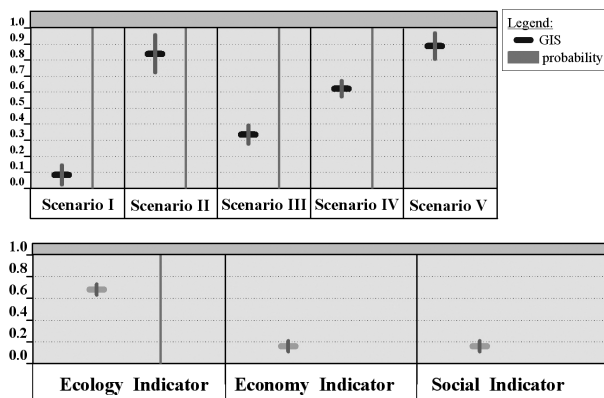 1.0
0.9
0.8
0.7
0.6
0.5
0.4
0.3
0.2
0.1
0.0
Scenario I
Scenario II
Scenario III
Scenario IV
Scenario V
Legend:
GIS
probability
1.0
0.8
0.6
0.4
0.2
0.0
Ecology Indicator
Economy Indicator
Social Indicator